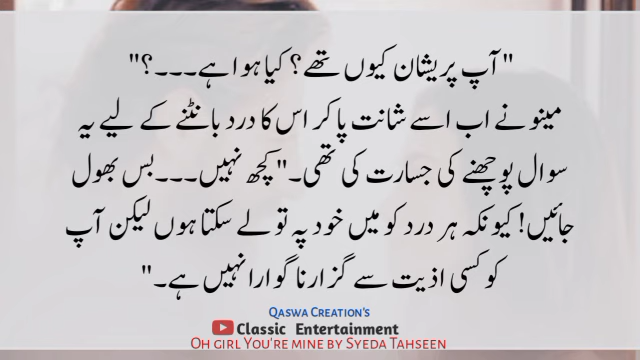 "آپ پریشان کیوں تھے؟ کیا ہوا ہے۔۔۔؟"
مینو نے اب اسے شانت پا کر اس کا درد بانٹنے کے لیے یہ
سوال پوچھنے کی جسارت کی تھی۔" کچھ نہیں۔۔۔بس بھول
جائیں! کیونکہ ہر درد کو میں خود پہ تو لے سکتا ہوں لیکن آپ
کو کسی اذیت سے گزارنا گوارا نہیں ہے۔"
Qaswa Creation's
Classic Entertainment
Oh girl You're mine by Syeda Tahseen